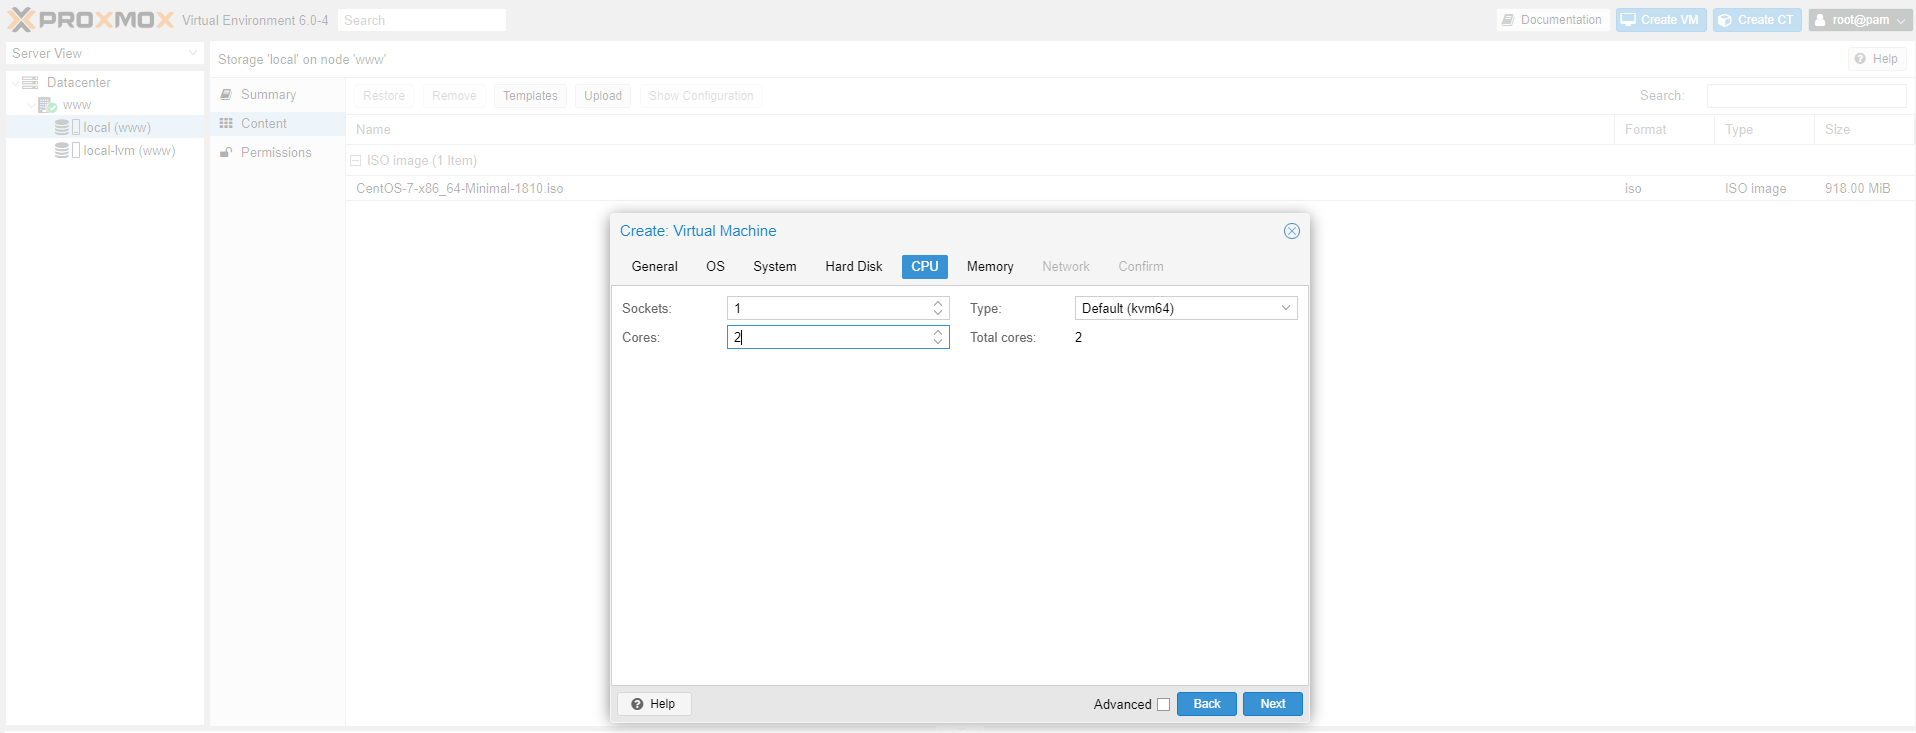 PROXMOX Virtual Environment 6.0-4 Search Documentation Create VM Create CT root@pam
Server View
Storage 'local' on node 'www' Help
Datacenter
www
local (www)
local-lvm (www)
Summary
Content
Permissions
Restore Remove Templates Upload Show Configuration Search:
Name Format Type Size
ISO image (1 Item)
CentOS-7-x86_64-Minimal-1810.iso iso ISO image 918.00 MiB
Create: Virtual Machine
General OS System Hard Disk CPU Memory Network Confirm
Sockets: 1 Type: Default (kvm64)
Cores: 2 Total cores: 2
Help Advanced Back Next